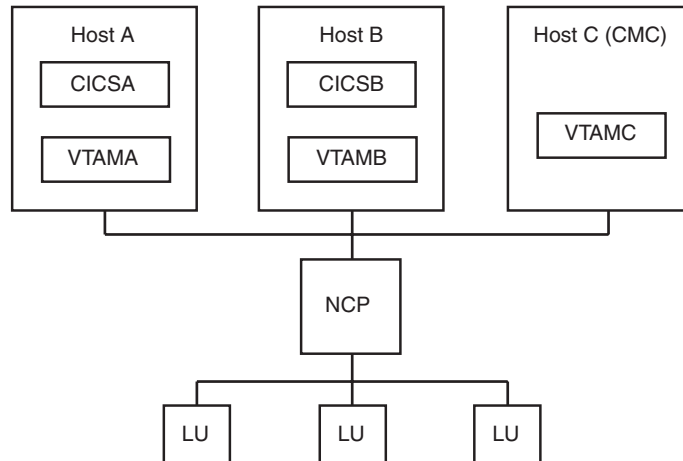 Host A
CICSA
VTAMA
Host B
CICSB
VTAMB
Host C (CMC)
VTAMC
NCP
LU
LU
LU